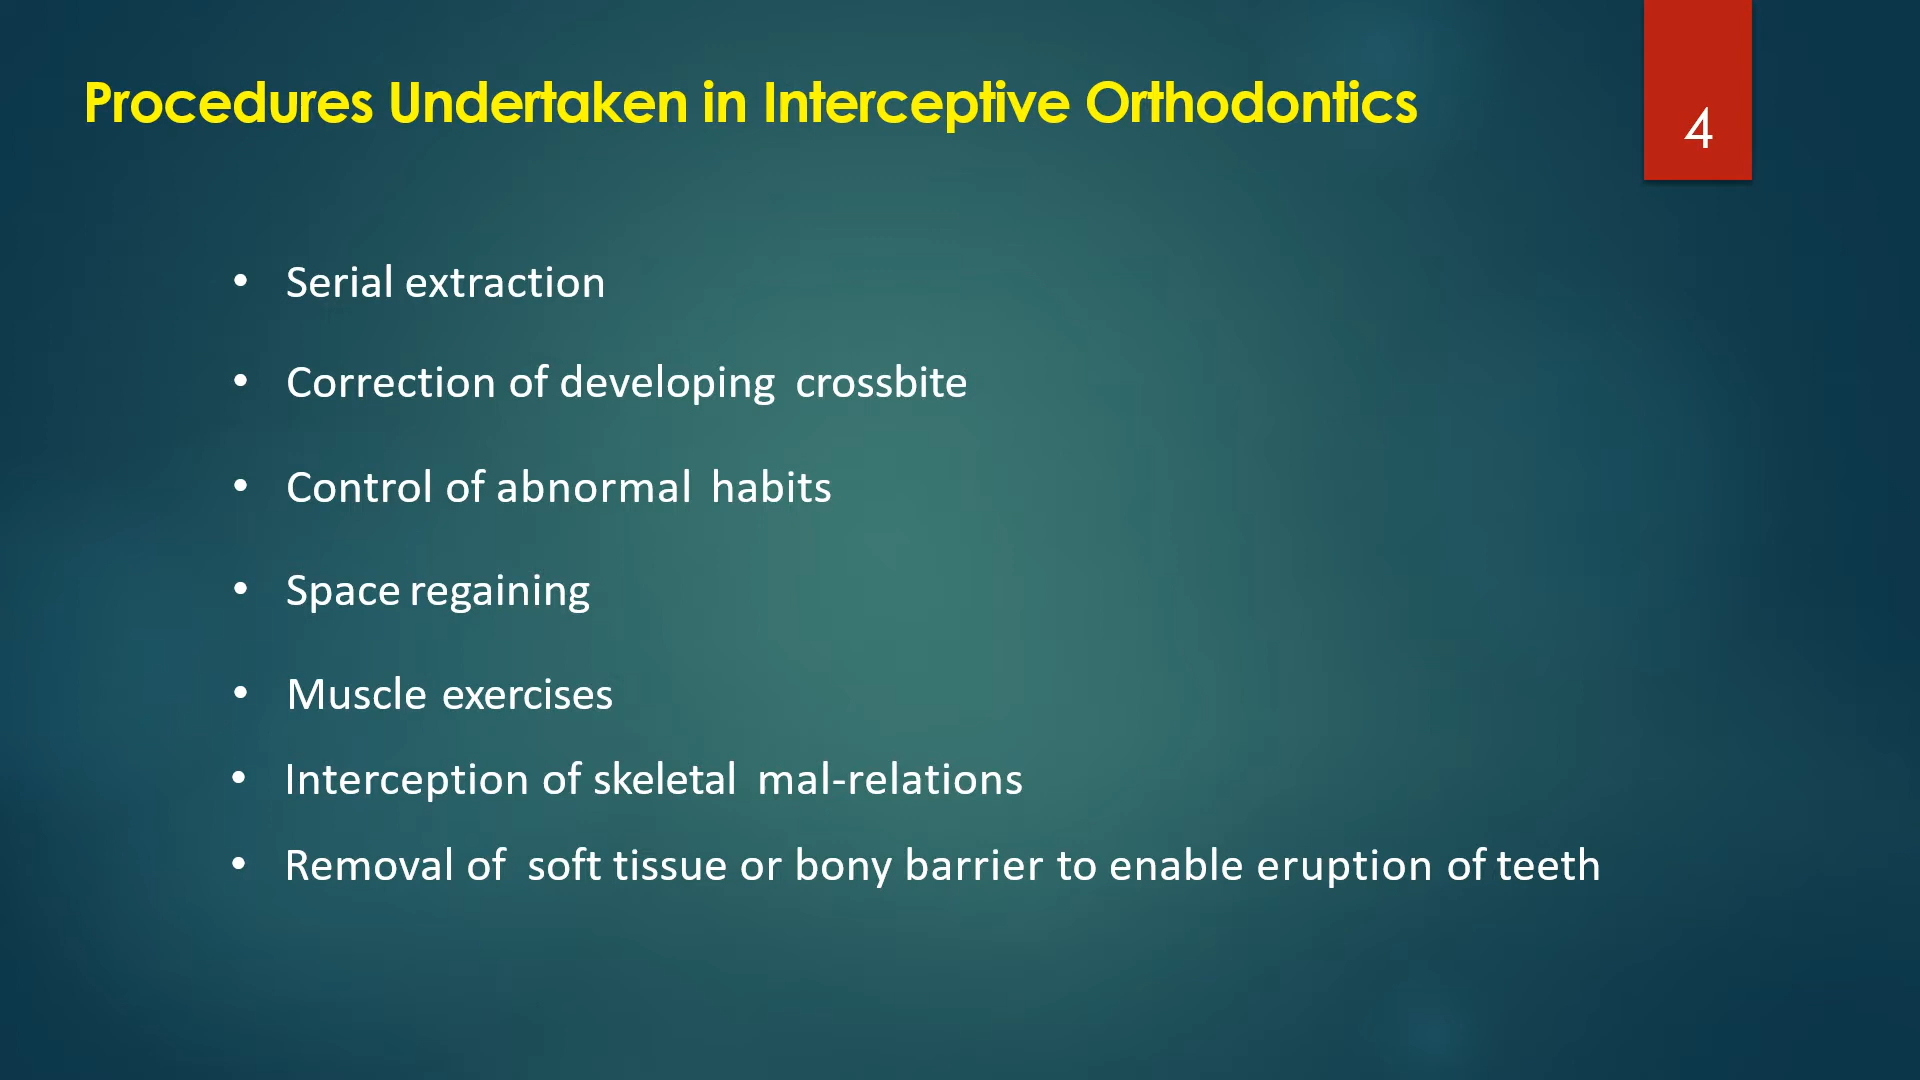 Procedures Undertaken in Interceptive Orthodontics
4
• Serial extraction
• Correction of developing crossbite
• Control of abnormal habits
• Space regaining
• Muscle exercises
• Interception of skeletal mal-relations
• Removal of soft tissue or bony barrier to enable eruption of teeth